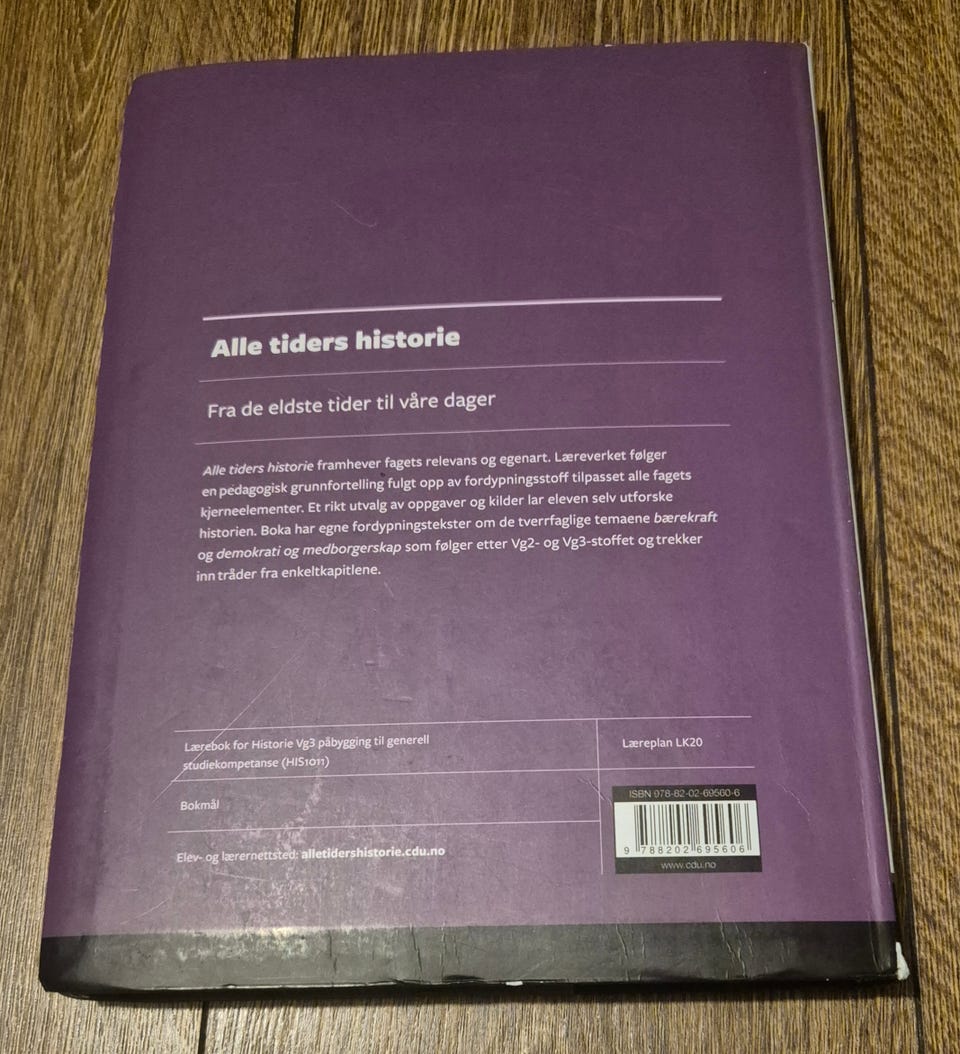 Alle tiders historie
Fra de eldste tider til våre dager
Alle tiders historie framhever fagets relevans og egenart. Læreverket følger
en pedagogisk grunnfortelling fulgt opp av fordypningsstoff tilpasset alle fagets
kjerneelementer. Et rikt utvalg av oppgaver og kilder lar eleven selv utforske
historien. Boka har egne fordypningstekster om de tverrfaglige temaene bærekraft
og demokrati og medborgerskap som følger etter Vg2- og Vg3-stoffet og trekker
inn tråder fra enkeltkapitlene.
Lærebok for Historie Vg3 påbygging til generell
studiekompetanse (HIS1011)
Bokmål
Elev- og lærernettsted: alletidershistorie.cdu.no
Læreplan LK20
ISBN 978-82-02-69560-6
9 788202 695606
www.cdu.no